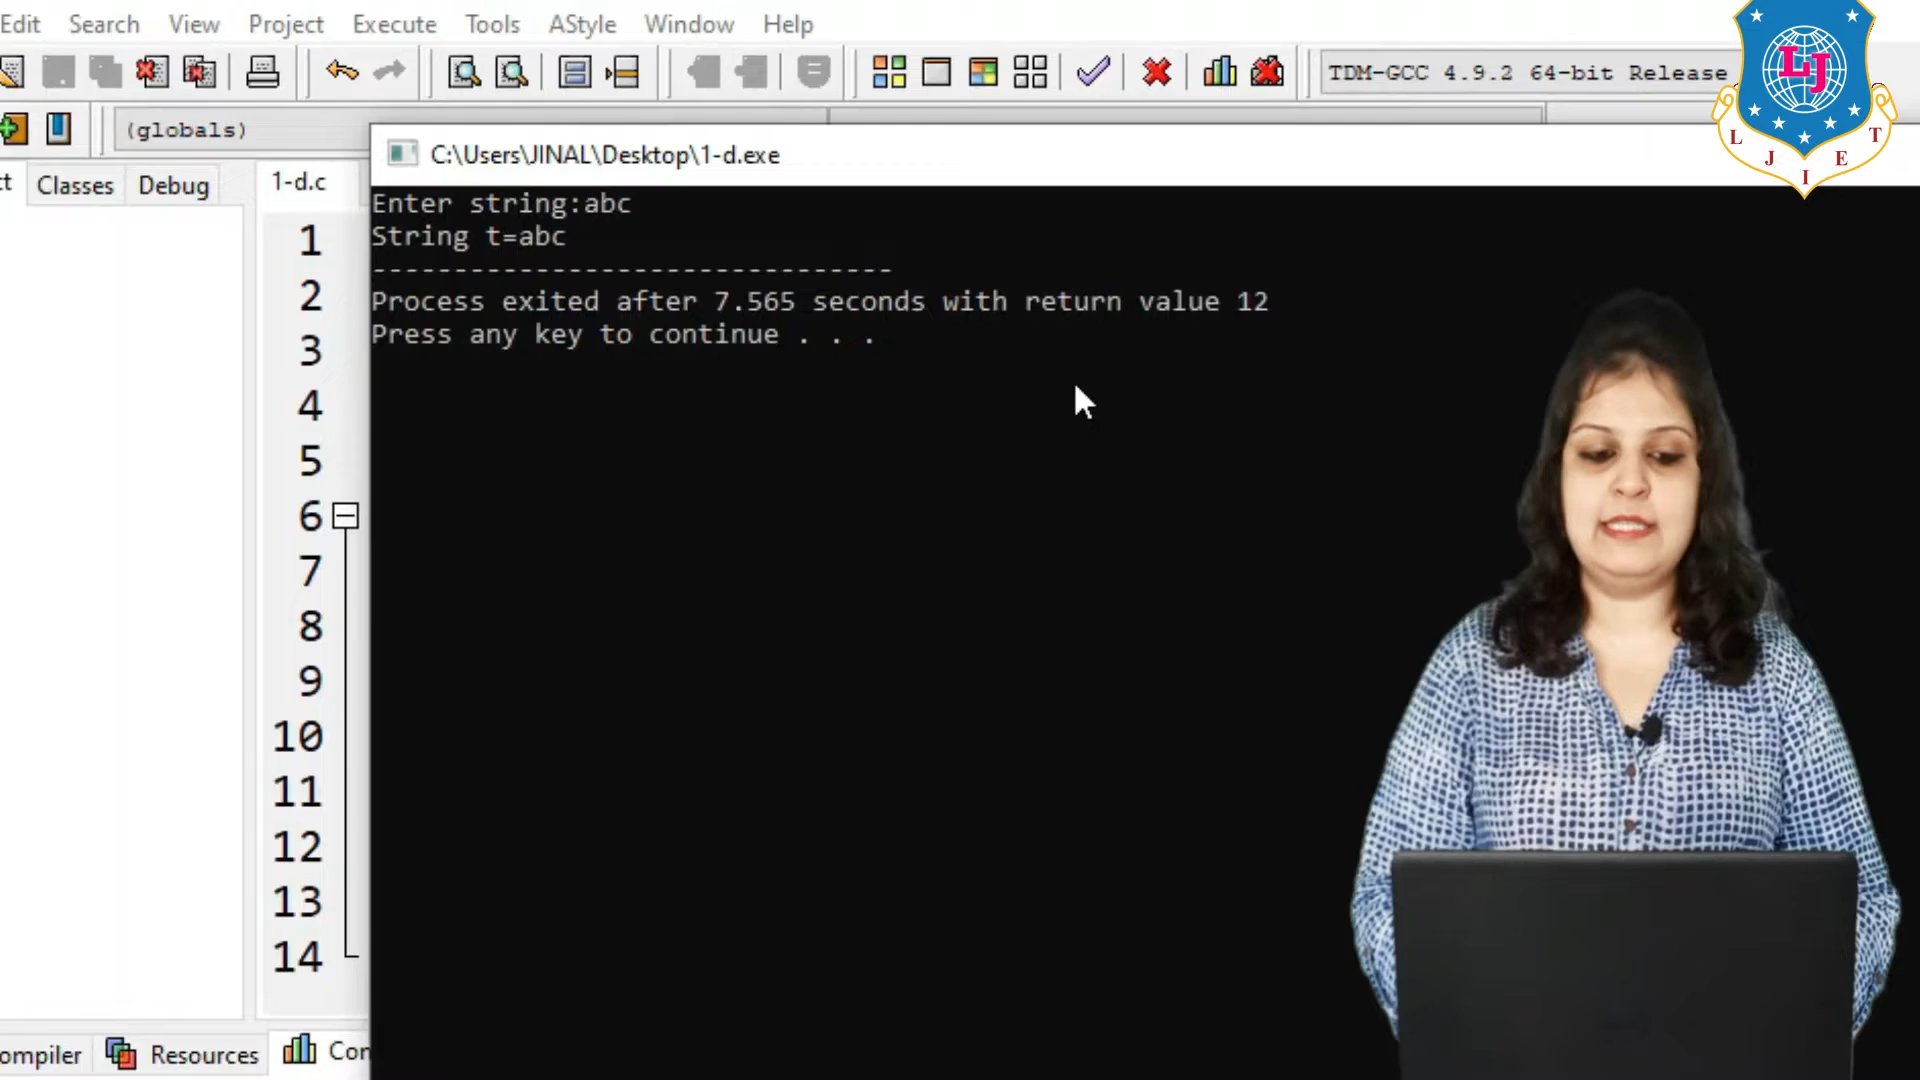 Edit Search View Project Execute Tools AStyle Window Help
TDM-GCC 4.9.2 64-bit Release
LJ
L J I E T
(globals)
C:\Users\JINAL\Desktop\1-d.exe
Classes Debug
1-d.c
Enter string:abc
String t=abc
--------------------------------
Process exited after 7.565 seconds with return value 12
Press any key to continue . . .
1
2
3
4
5
6
7
8
9
10
11
12
13
14
ompiler Resources Con